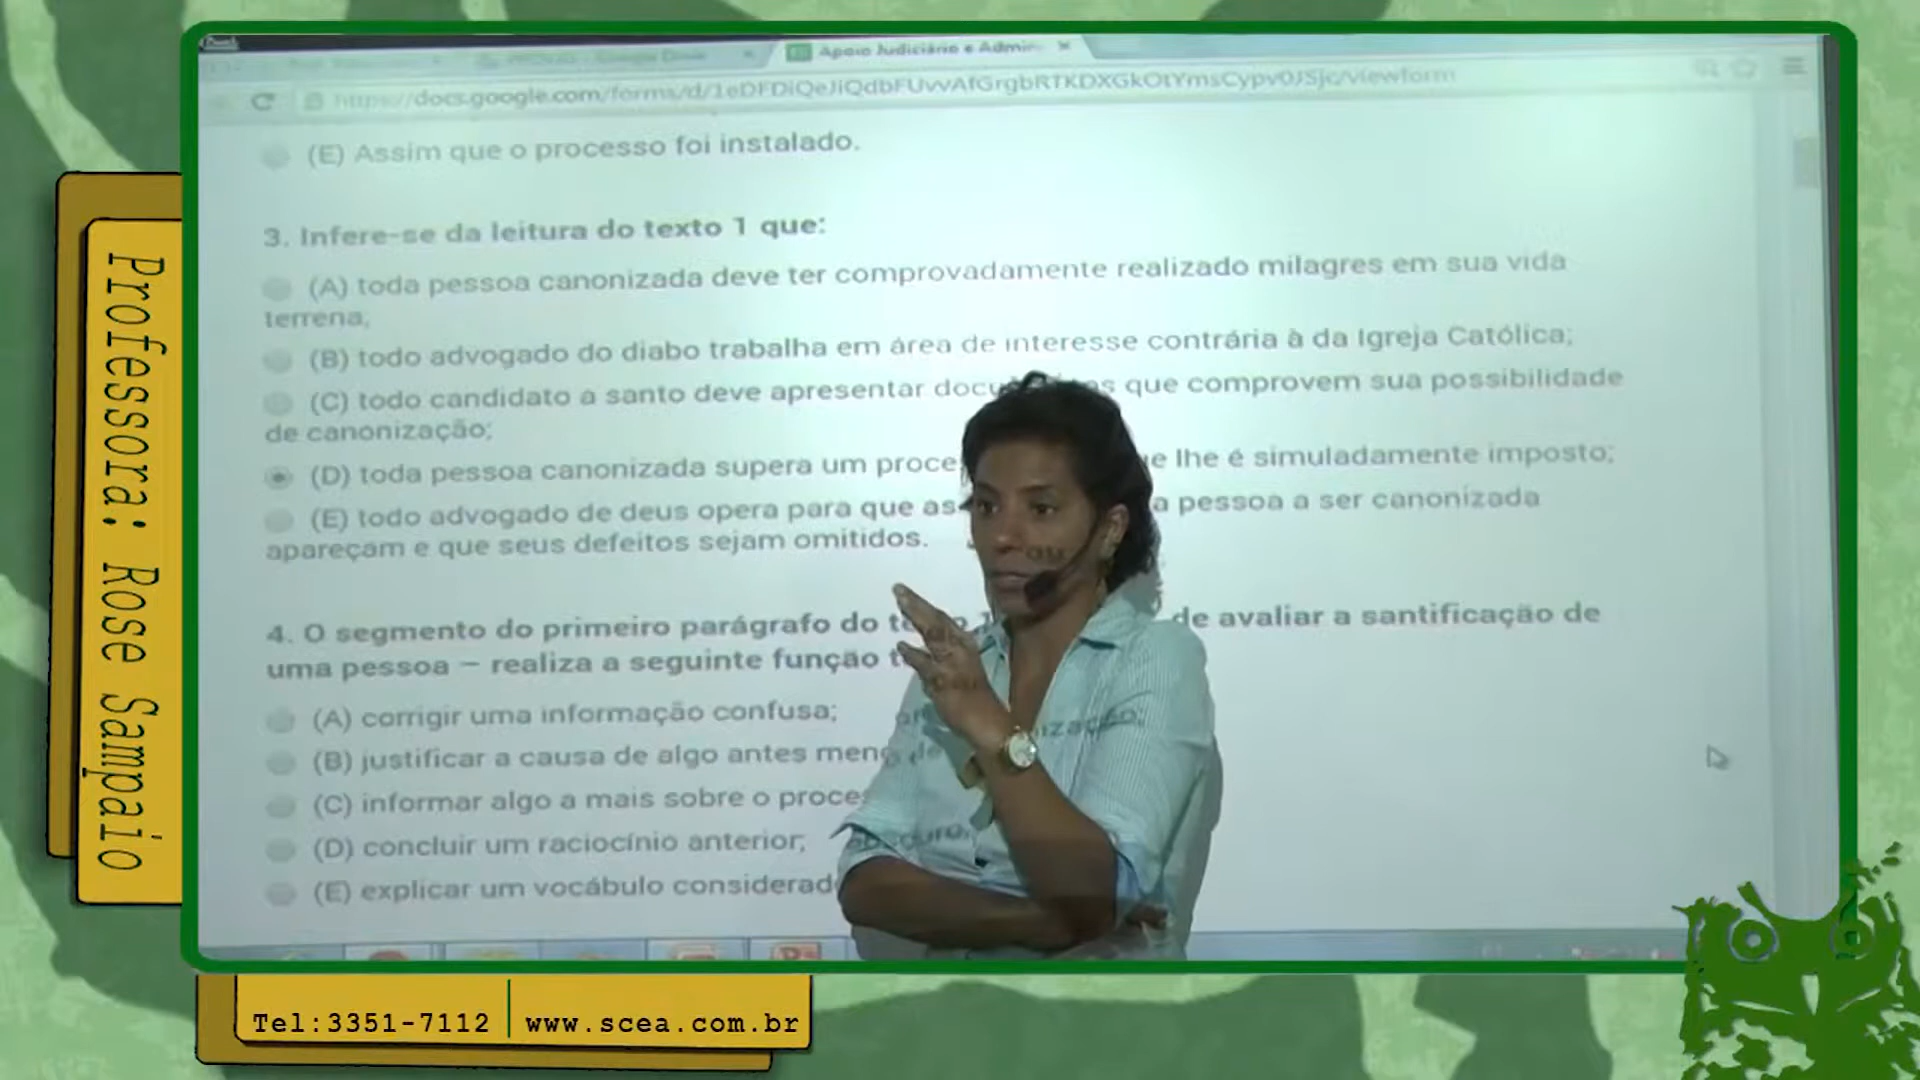 Apoio Judiciário e Admin
https://docs.google.com/forms/d/1eDFDiQeJiQdbFUvvAfGrgbRTKDXGkOtYmsCypv0JSjc/viewform
(E) Assim que o processo foi instalado.
3. Infere-se da leitura do texto 1 que:
(A) toda pessoa canonizada deve ter comprovadamente realizado milagres em sua vida
terrena;
(B) todo advogado do diabo trabalha em área de interesse contrária à da Igreja Católica;
(C) todo candidato a santo deve apresentar que comprovem sua possibilidade
de canonização;
(D) toda pessoa canonizada supera um lhe é simuladamente imposto;
(E) todo advogado de deus opera para que a pessoa a ser canonizada
apareçam e que seus defeitos sejam omitidos.
4. O segmento do primeiro parágrafo do de avaliar a santificação de
uma pessoa – realiza a seguinte função
(A) corrigir uma informação confusa;
(B) justificar a causa de algo antes
(C) informar algo a mais sobre o
(D) concluir um raciocínio anterior;
(E) explicar um vocábulo
Professora: Rose Sampaio
Tel:3351-7112 www.scea.com.br